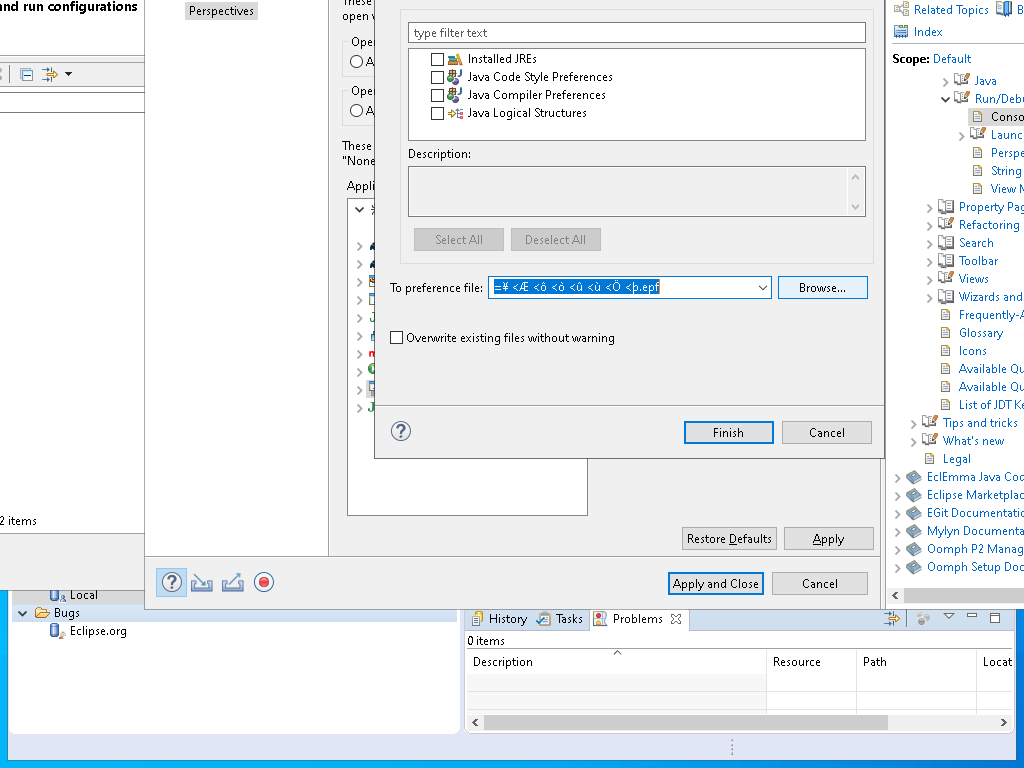 and run configurations
Perspectives
These
open w
Open
A
Open
A
These
"None
Appli
type filter text
Installed JREs
Java Code Style Preferences
Java Compiler Preferences
Java Logical Structures
Description:
Select All
Deselect All
To preference file:
=¥ <Æ <ô <ò <û <ù <Ö <þ.epf
Browse...
Overwrite existing files without warning
Finish
Cancel
Restore Defaults
Apply
Apply and Close
Cancel
2 items
Related Topics
B
Index
Scope: Default
Java
Run/Debu
Conso
Launc
Perspe
String
View M
Property Pag
Refactoring
Search
Toolbar
Views
Wizards and
Frequently-A
Glossary
Icons
Available Qu
Available Qu
List of JDT Ke
Tips and tricks
What's new
Legal
EclEmma Java Cod
Eclipse Marketplac
EGit Documentatio
Mylyn Documenta
Oomph P2 Manag
Oomph Setup Doc
Local
Bugs
Eclipse.org
History
Tasks
Problems
0 items
Description
Resource
Path
Locat